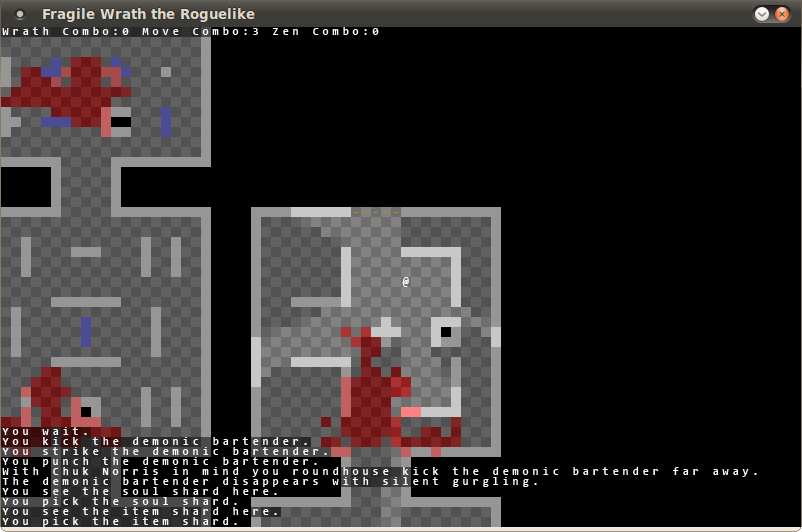 Fragile Wrath the Roguelike
Wrath Combo:0 Move Combo:3 Zen Combo:0
-----
@
You wait.
You kick the demonic bartender.
You strike the demonic bartender.
You punch the demonic bartender.
With Chuk Norris in mind you roundhouse kick the demonic bartender far away.
The demonic bartender disappears with silent gurgling.
You see the soul shard here.
You pick the soul shard.
You see the item shard here.
You pick the item shard.